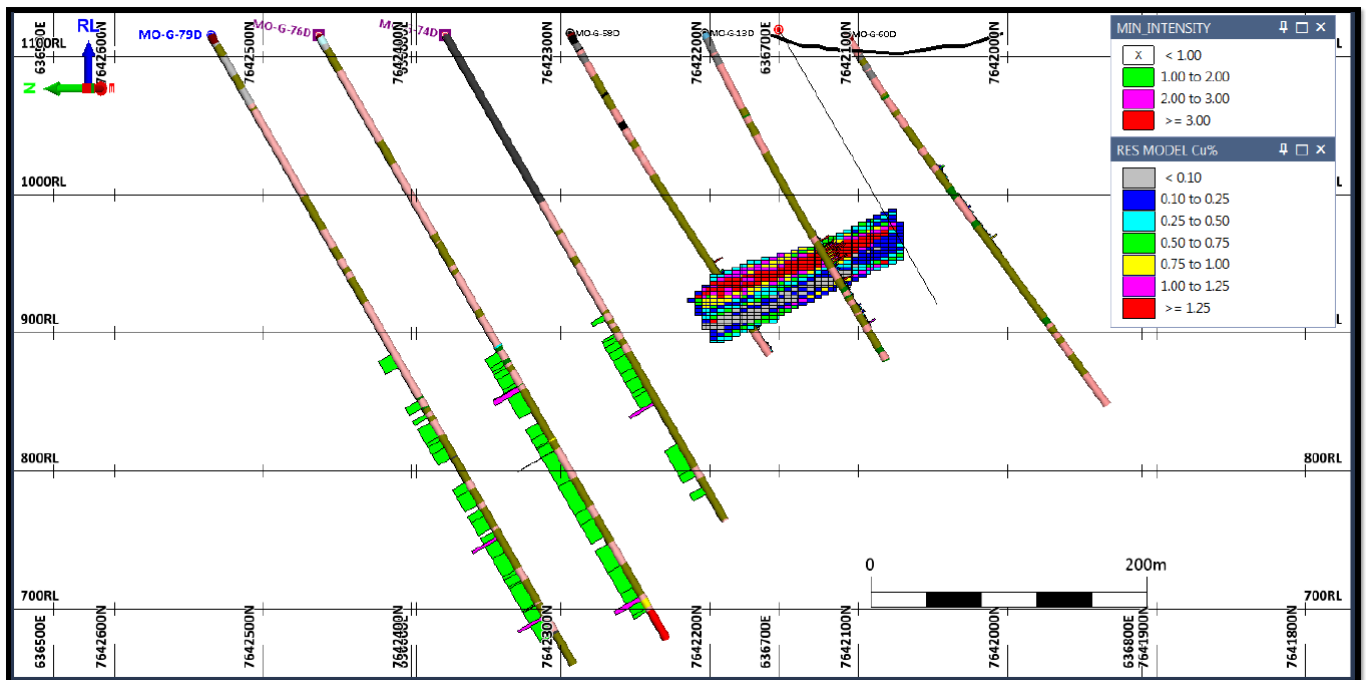 RL
N
MO-G-79D
MO-G-76D
MO-G-58D
MO-G-13D
MO-G-60D
636500E
7642600N
7642500N
7642300N
7642200N
636700E
7642100N
7642000N
1100RL
1000RL
900RL
800RL
800RL
700RL
700RL
MIN_INTENSITY
X < 1.00
1.00 to 2.00
2.00 to 3.00
>= 3.00
RES MODEL Cu%
< 0.10
0.10 to 0.25
0.25 to 0.50
0.50 to 0.75
0.75 to 1.00
1.00 to 1.25
>= 1.25
0 200m
636500E
7642600N
7642500N
7642300N
7642200N
636700E
7642100N
7642000N
636800E
7641900N
7641800N